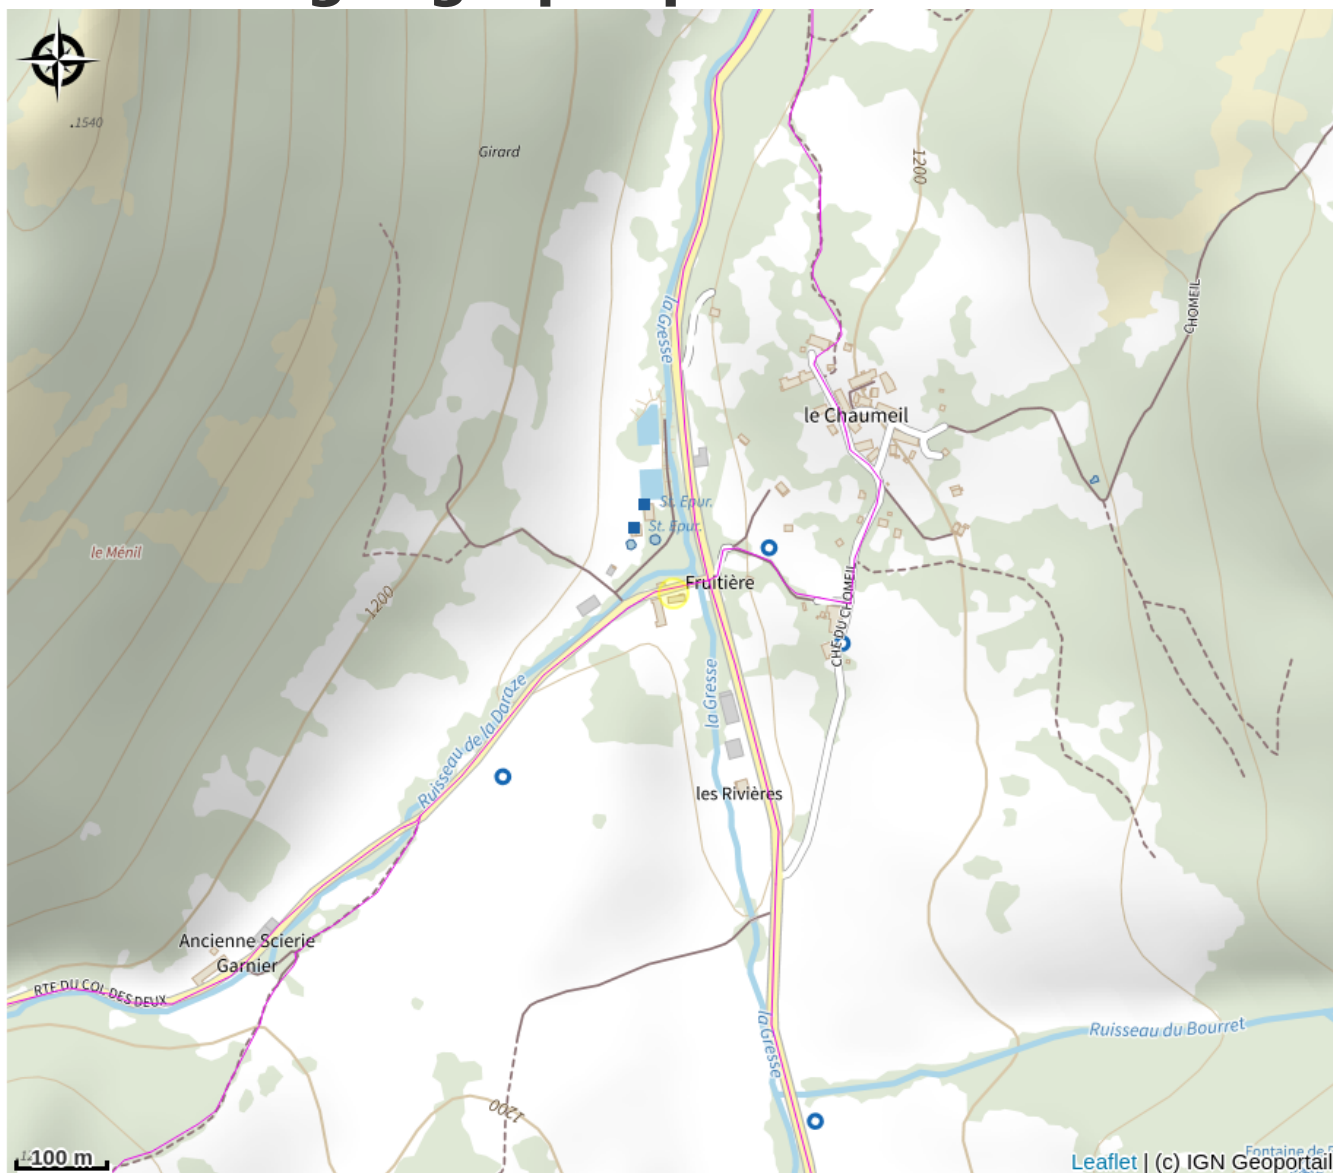 .1540
Girard
1200
CHOMEIL
la Gresse
le Chaumeil
St. Epur.
St. Epur.
le Ménil
Fruitière
1200
CHE DU CHOMEIL
la Gresse
Ruisseau de la Daraze
les Rivières
Ancienne Scierie
Garnier
RTE DU COL DES DEUX
la Gresse
Ruisseau du Bourret
1200
Fontaine de
100 m
Leaflet | (c) IGN Geoportail